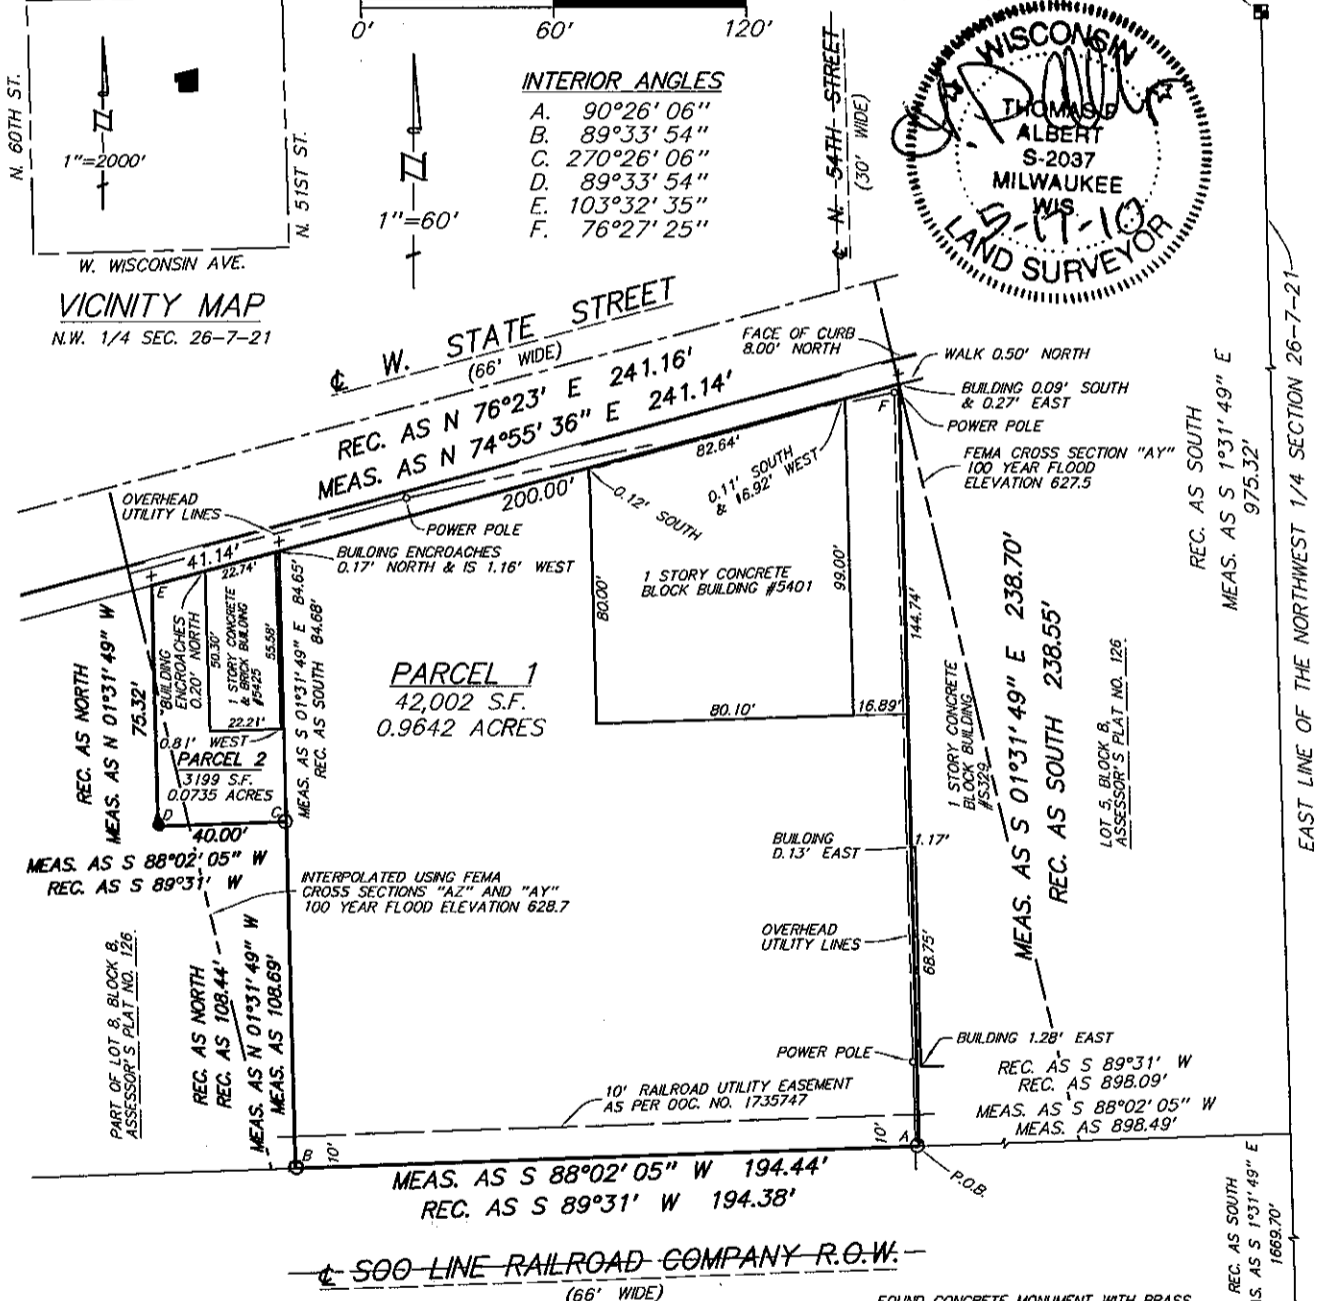 0'
60'
120'
N. 60TH ST.
1"=2000'
N. 51ST ST.
W. WISCONSIN AVE.
VICINITY MAP
N.W. 1/4 SEC. 26-7-21
1"=60'
INTERIOR ANGLES
A. 90°26'06"
B. 89°33'54"
C. 270°26'06"
D. 89°33'54"
E. 103°32'35"
F. 76°27'25"
N. 54TH STREET
(30' WIDE)
WISCONSIN
THOMAS
ALBERT
S-2037
MILWAUKEE
WIS
5-17-10
LAND SURVEYOR
W. STATE STREET
(66' WIDE)
REC. AS N 76°23' E 241.16'
MEAS. AS N 74°55'36" E 241.14'
FACE OF CURB
8.00' NORTH
WALK 0.50' NORTH
BUILDING 0.09' SOUTH
& 0.27' EAST
POWER POLE
FEMA CROSS SECTION "AY"
100 YEAR FLOOD
ELEVATION 627.5
REC. AS SOUTH
MEAS. AS S 1°31'49" E
975.32'
EAST LINE OF THE NORTHWEST 1/4 SECTION 26-7-21
OVERHEAD
UTILITY LINES
POWER POLE
200.00'
82.64'
0.12' SOUTH
0.11' SOUTH
& 16.92' WEST
F
BUILDING ENCROACHES
0.17' NORTH & IS 1.16' WEST
41.14'
22.74'
E
1 STORY CONCRETE
BLOCK BUILDING #5401
80.00'
99.00'
80.10'
16.89'
144.74'
REC. AS NORTH
MEAS. AS N 01°31'49" W
75.32'
BUILDING
ENCROACHES
0.20' NORTH
50.30'
1 STORY CONCRETE
& BRICK BUILDING
#5425
55.58'
22.21'
0.81' WEST
MEAS. AS S 01°31'49" E 84.65'
REC. AS SOUTH 84.68'
PARCEL 1
42,002 S.F.
0.9642 ACRES
PARCEL 2
3199 S.F.
0.0735 ACRES
D
C
40.00'
MEAS. AS S 88°02'05" W
REC. AS S 89°31' W
1 STORY CONCRETE
BLOCK BUILDING
#5329
MEAS. AS S 01°31'49" E 238.70'
REC. AS SOUTH 238.55'
LOT 5, BLOCK 8,
ASSESSOR'S PLAT NO. 126
BUILDING
0.13' EAST
1.17'
INTERPOLATED USING FEMA
CROSS SECTIONS "AZ" AND "AY"
100 YEAR FLOOD ELEVATION 628.7
OVERHEAD
UTILITY LINES
68.75'
PART OF LOT 8, BLOCK 8,
ASSESSOR'S PLAT NO. 126
REC. AS NORTH
REC. AS 108.44'
MEAS. AS N 01°31'49" W
MEAS. AS 108.69'
POWER POLE
BUILDING 1.28' EAST
REC. AS S 89°31' W
REC. AS 898.09'
MEAS. AS S 88°02'05" W
MEAS. AS 898.49'
10' RAILROAD UTILITY EASEMENT
AS PER DOC. NO. 1735747
B
10'
10'
A
P.O.B.
MEAS. AS S 88°02'05" W 194.44'
REC. AS S 89°31' W 194.38'
SOO LINE RAILROAD COMPANY R.O.W.
(66' WIDE)
REC. AS SOUTH
AS S 1°31'49" E
1669.70'
FOUND CONCRETE MONUMENT WITH BRASS